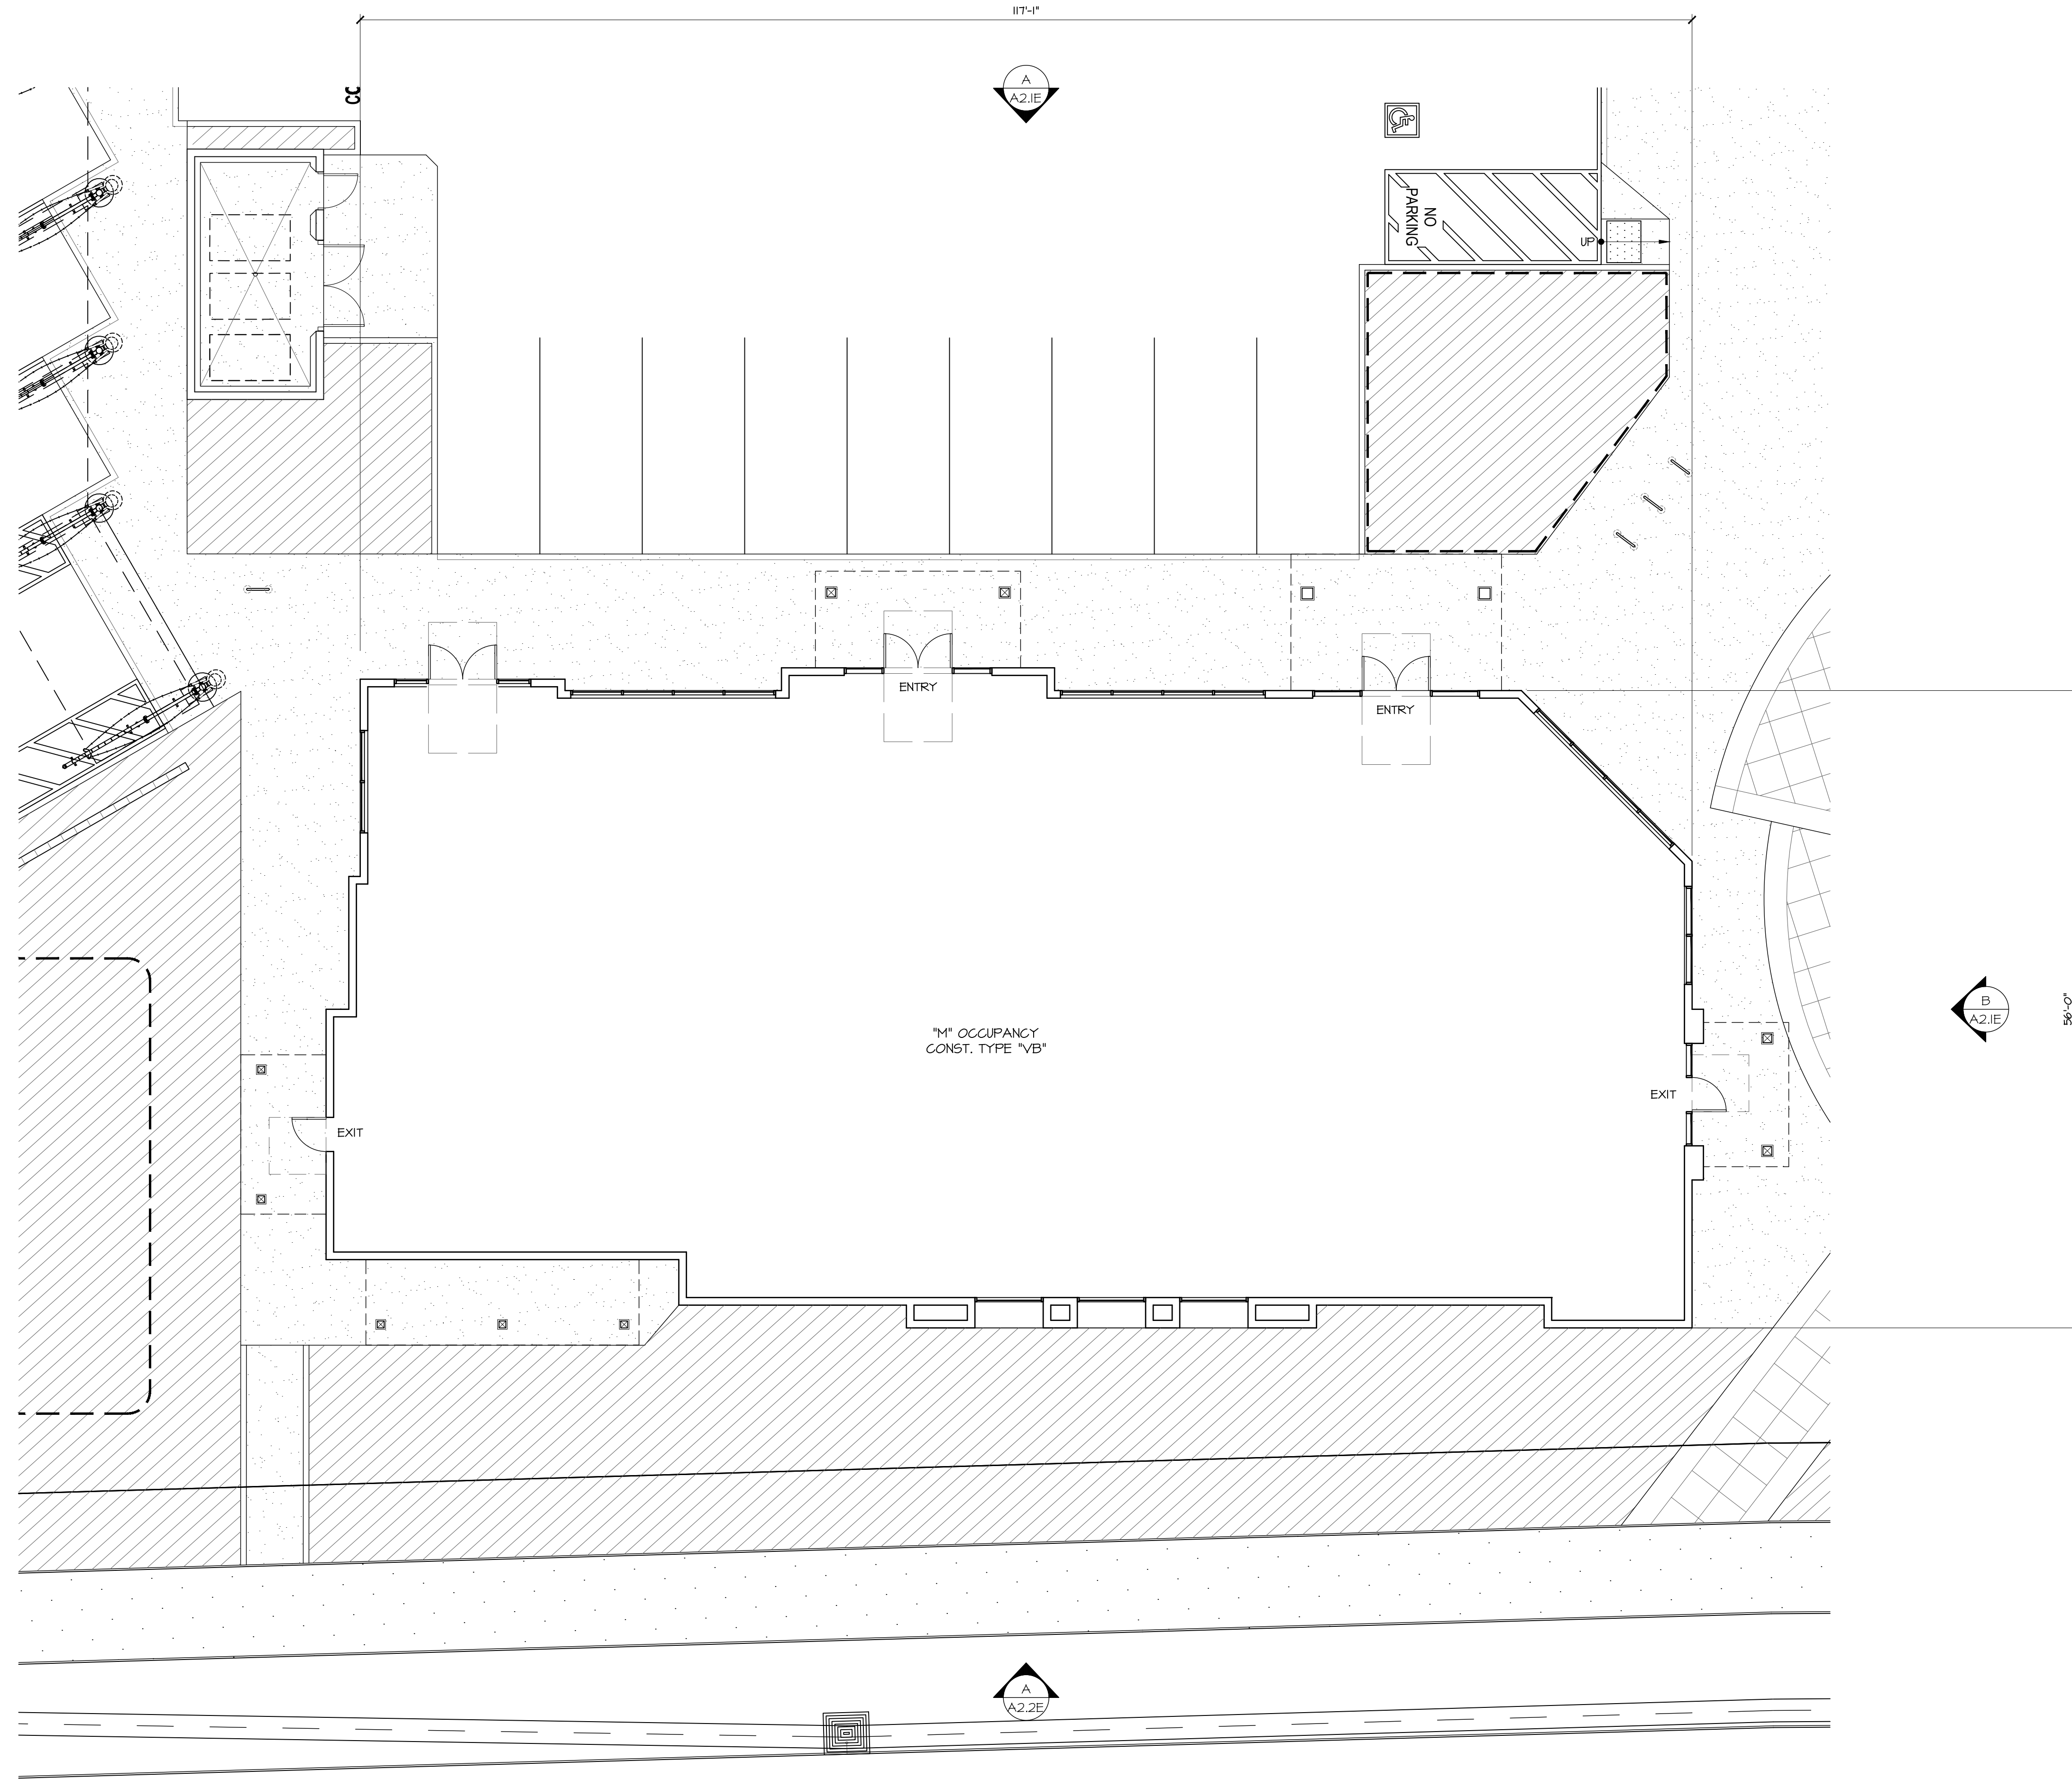 117'-1"
CC
A
A2.1E
NO
PARKING
UP
ENTRY
ENTRY
"M" OCCUPANCY
CONST. TYPE "VB"
B
A2.1E
56'-0"
EXIT
EXIT
A
A2.2E